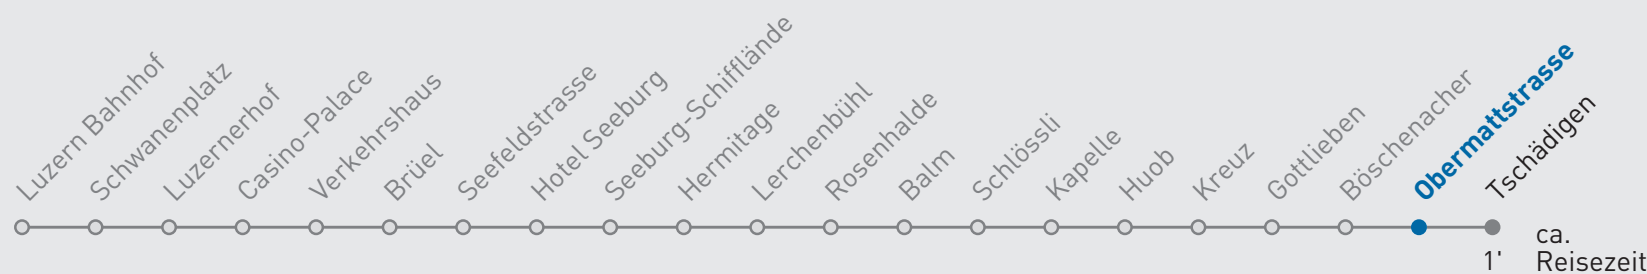 Luzern Bahnhof
Schwanenplatz
Luzernerhof
Casino-Palace
Verkehrshaus
Brüel
Seefeldstrasse
Hotel Seeburg
Seeburg-Schifflände
Hermitage
Lerchenbühl
Rosenhalde
Balm
Schlössli
Kapelle
Huob
Kreuz
Gottlieben
Böschenacher
Obermattstrasse
Tschädigen
ca.
1' Reisezeit